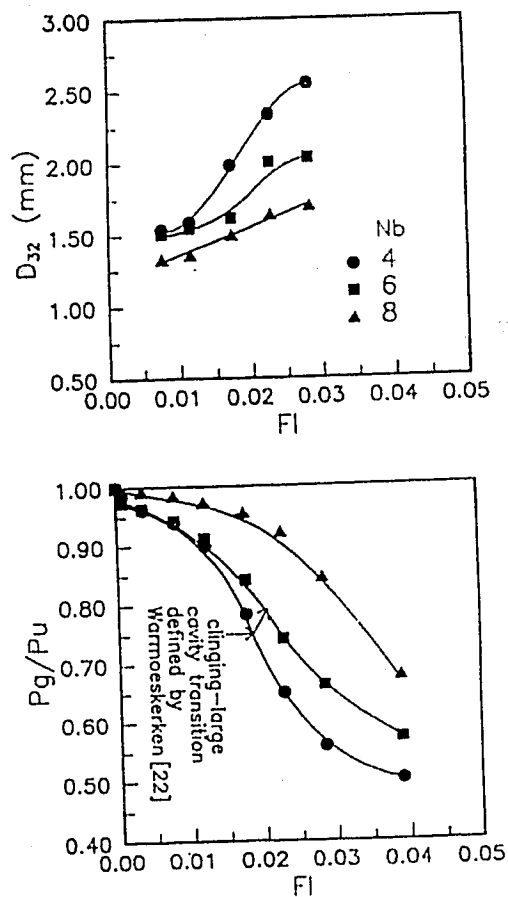 3.00
2.50
2.00
1.50
1.00
0.50
D32 (mm)
Nb
4
6
8
0.00 0.01 0.02 0.03 0.04 0.05
Fl
1.00
0.90
0.80
0.70
0.60
0.50
0.40
Pg/Pu
clinging-large
cavity transition
defined by
Warmoeskerken [22]
0.00 0.01 0.02 0.03 0.04 0.05
Fl